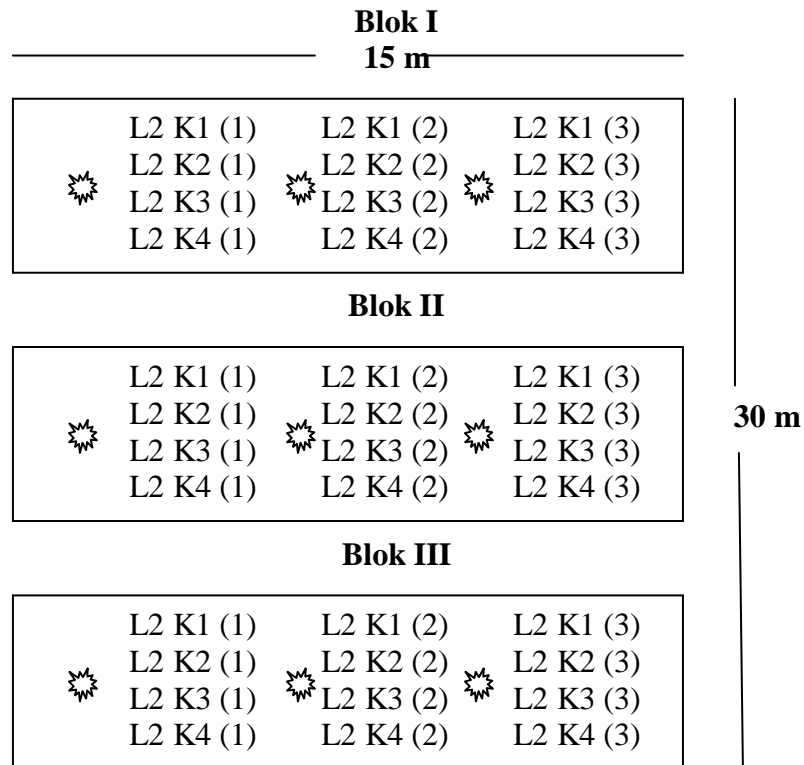 Blok I
15 m
L2 K1 (1) L2 K1 (2) L2 K1 (3)
L2 K2 (1) L2 K2 (2) L2 K2 (3)
L2 K3 (1) L2 K3 (2) L2 K3 (3)
L2 K4 (1) L2 K4 (2) L2 K4 (3)
Blok II
L2 K1 (1) L2 K1 (2) L2 K1 (3)
L2 K2 (1) L2 K2 (2) L2 K2 (3)
L2 K3 (1) L2 K3 (2) L2 K3 (3)
L2 K4 (1) L2 K4 (2) L2 K4 (3)
30 m
Blok III
L2 K1 (1) L2 K1 (2) L2 K1 (3)
L2 K2 (1) L2 K2 (2) L2 K2 (3)
L2 K3 (1) L2 K3 (2) L2 K3 (3)
L2 K4 (1) L2 K4 (2) L2 K4 (3)